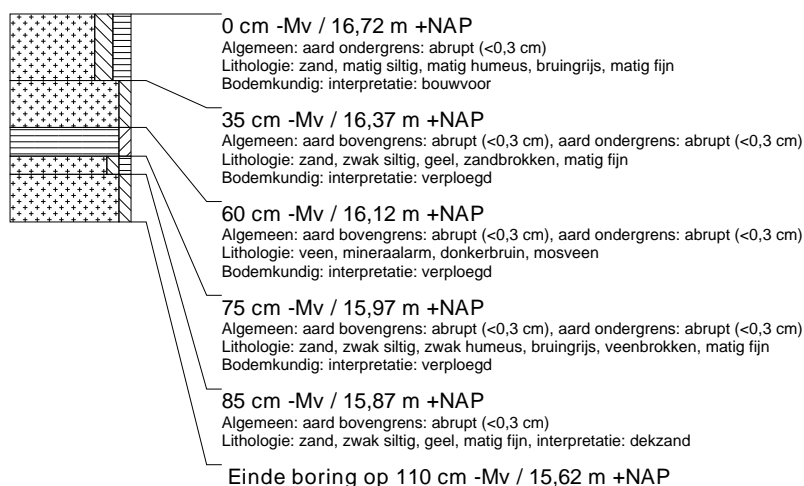 0 cm -Mv / 16,72 m +NAP
Algemeen: aard ondergrens: abrupt (<0,3 cm)
Lithologie: zand, matig siltig, matig humeus, bruingrijs, matig fijn
Bodemkundig: interpretatie: bouwvoor
35 cm -Mv / 16,37 m +NAP
Algemeen: aard bovengrens: abrupt (<0,3 cm), aard ondergrens: abrupt (<0,3 cm)
Lithologie: zand, zwak siltig, geel, zandbrokken, matig fijn
Bodemkundig: interpretatie: verploegd
60 cm -Mv / 16,12 m +NAP
Algemeen: aard bovengrens: abrupt (<0,3 cm), aard ondergrens: abrupt (<0,3 cm)
Lithologie: veen, mineraalarm, donkerbruin, mosveen
Bodemkundig: interpretatie: verploegd
75 cm -Mv / 15,97 m +NAP
Algemeen: aard bovengrens: abrupt (<0,3 cm), aard ondergrens: abrupt (<0,3 cm)
Lithologie: zand, zwak siltig, zwak humeus, bruingrijs, veenbrokken, matig fijn
Bodemkundig: interpretatie: verploegd
85 cm -Mv / 15,87 m +NAP
Algemeen: aard bovengrens: abrupt (<0,3 cm)
Lithologie: zand, zwak siltig, geel, matig fijn, interpretatie: dekzand
Einde boring op 110 cm -Mv / 15,62 m +NAP